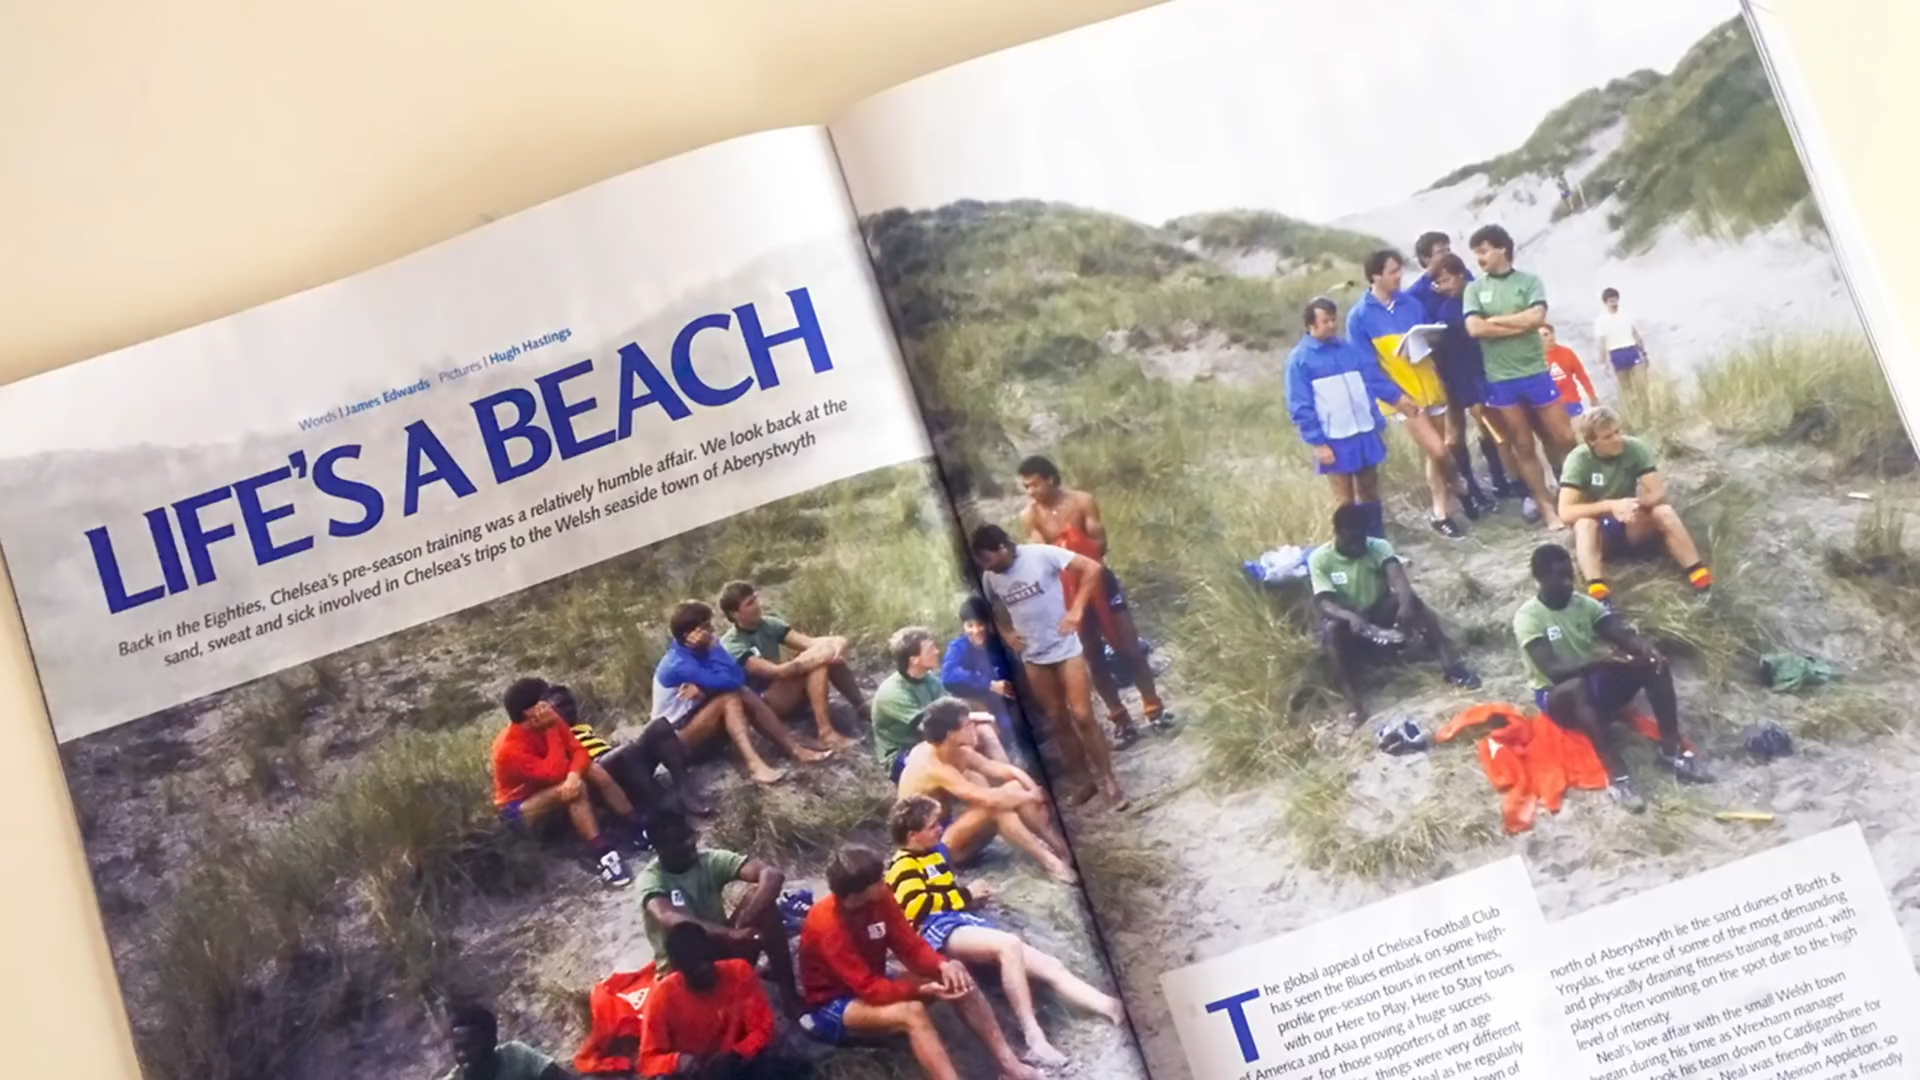 Words | James Edwards Pictures | Hugh Hastings
LIFE'S A BEACH
Back in the Eighties, Chelsea's pre-season training was a relatively humble affair. We look back at the
sand, sweat and sick involved in Chelsea's trips to the Welsh seaside town of Aberystwyth
The global appeal of Chelsea Football Club
has seen the Blues embark on some high-
profile pre-season tours in recent times,
with our Here to Play, Here to Stay tours
of America and Asia proving a huge success.
for those supporters of an age
things were very different
Neal as he regularly
town of
north of Aberystwyth lie the sand dunes of Borth &
Ynyslas, the scene of some of the most demanding
and physically draining fitness training around, with
players often vomiting on the spot due to the high
level of intensity.
Neal's love affair with the small Welsh town
began during his time as Wrexham manager
took his team down to Cardiganshire for
Neal was friendly with then
Meirion Appleton, so
a friendly